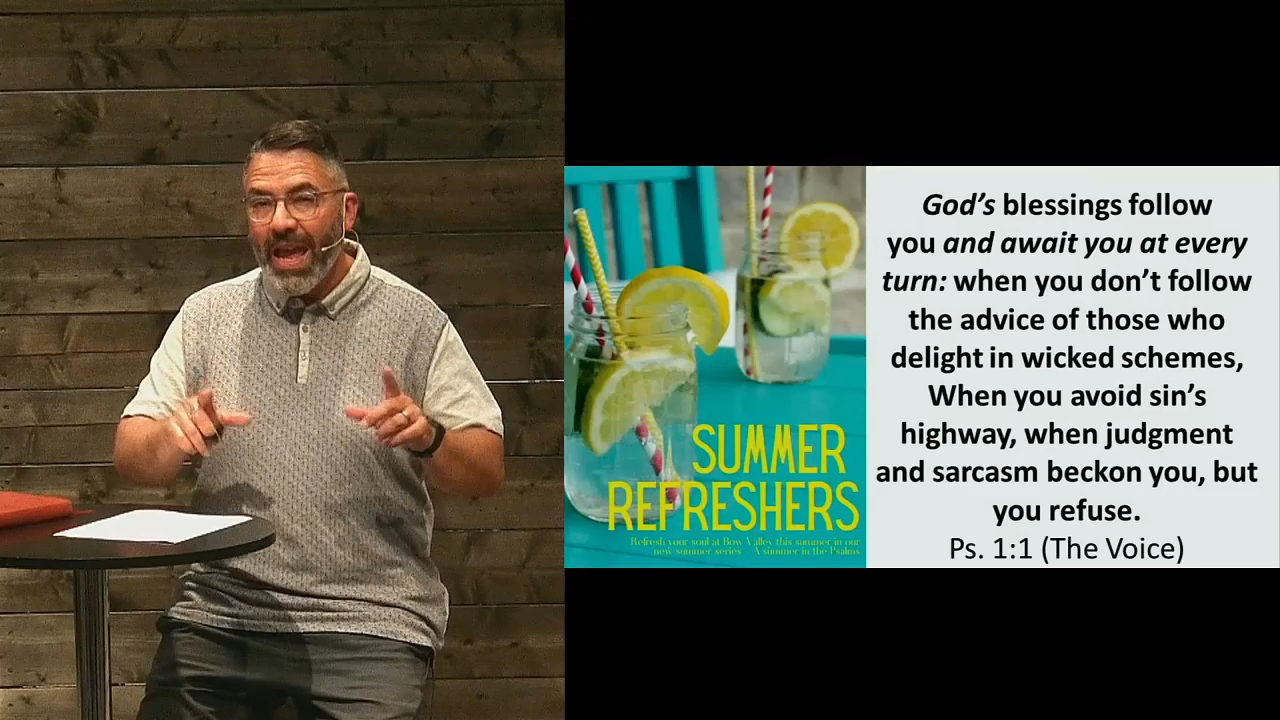 SUMMER
REFRESHERS
Refresh your soul at Bow Valley this summer in our
new summer series - A summer in the Psalms
God's blessings follow
you and await you at every
turn: when you don't follow
the advice of those who
delight in wicked schemes,
When you avoid sin's
highway, when judgment
and sarcasm beckon you, but
you refuse.
Ps. 1:1 (The Voice)